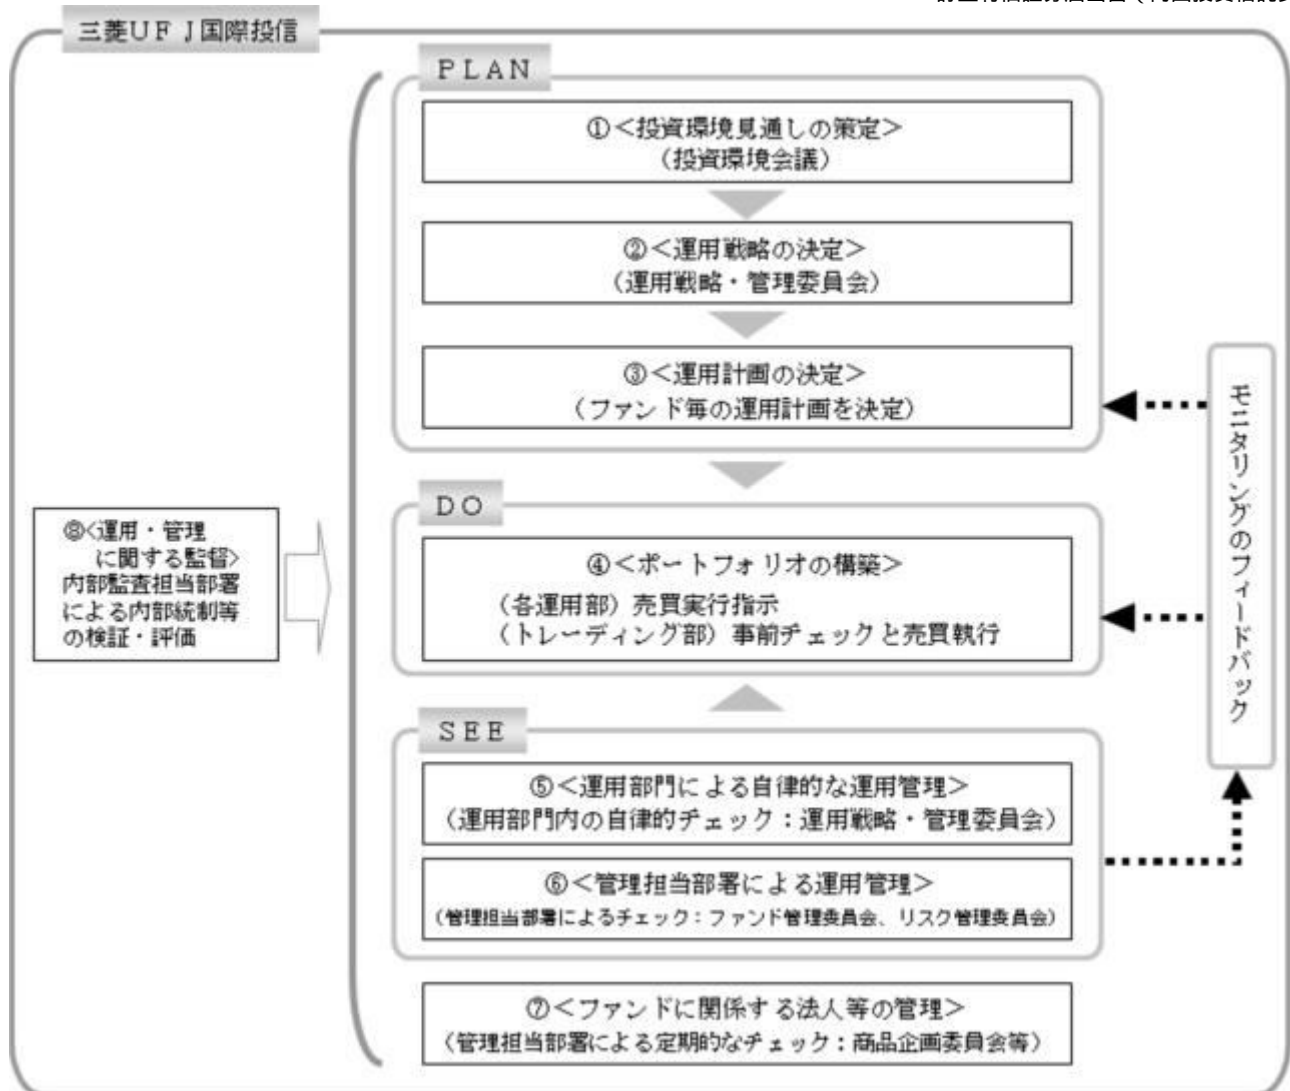 三菱ＵＦＪ国際投信
ＰＬＡＮ
①＜投資環境見通しの策定＞
（投資環境会議）
②＜運用戦略の決定＞
（運用戦略・管理委員会）
③＜運用計画の決定＞
（ファンド毎の運用計画を決定）
ＤＯ
④＜ポートフォリオの構築＞
（各運用部）売買実行指示
（トレーディング部）事前チェックと売買執行
ＳＥＥ
⑤＜運用部門による自律的な運用管理＞
（運用部門内の自律的チェック：運用戦略・管理委員会）
⑥＜管理担当部署による運用管理＞
（管理担当部署によるチェック：ファンド管理委員会、リスク管理委員会）
⑦＜ファンドに関係する法人等の管理＞
（管理担当部署による定期的なチェック：商品企画委員会等）
⑧＜運用・管理
に関する監督＞
内部監査担当部署
による内部統制等
の検証・評価
モニタリングのフィードバック